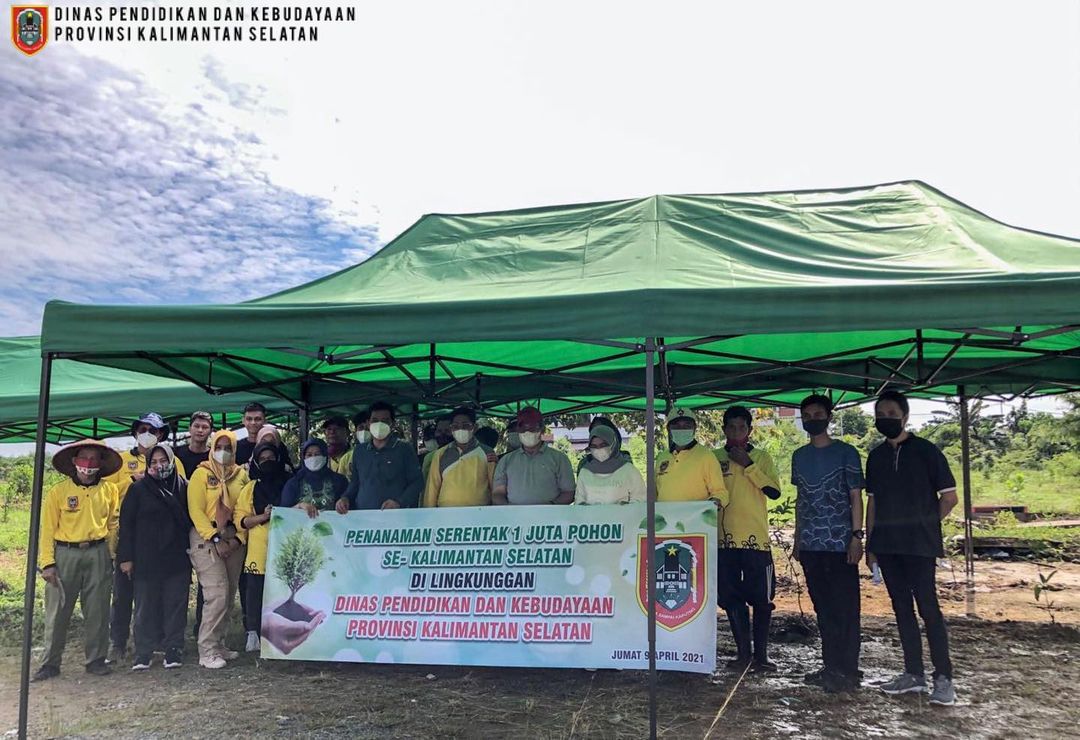 DINAS PENDIDIKAN DAN KEBUDAYAAN
PROVINSI KALIMANTAN SELATAN
PENANAMAN SERENTAK 1 JUTA POHON
SE- KALIMANTAN SELATAN
DI LINGKUNGGAN
DINAS PENDIDIKAN DAN KEBUDAYAAN
PROVINSI KALIMANTAN SELATAN
JUMAT 9 APRIL 2021